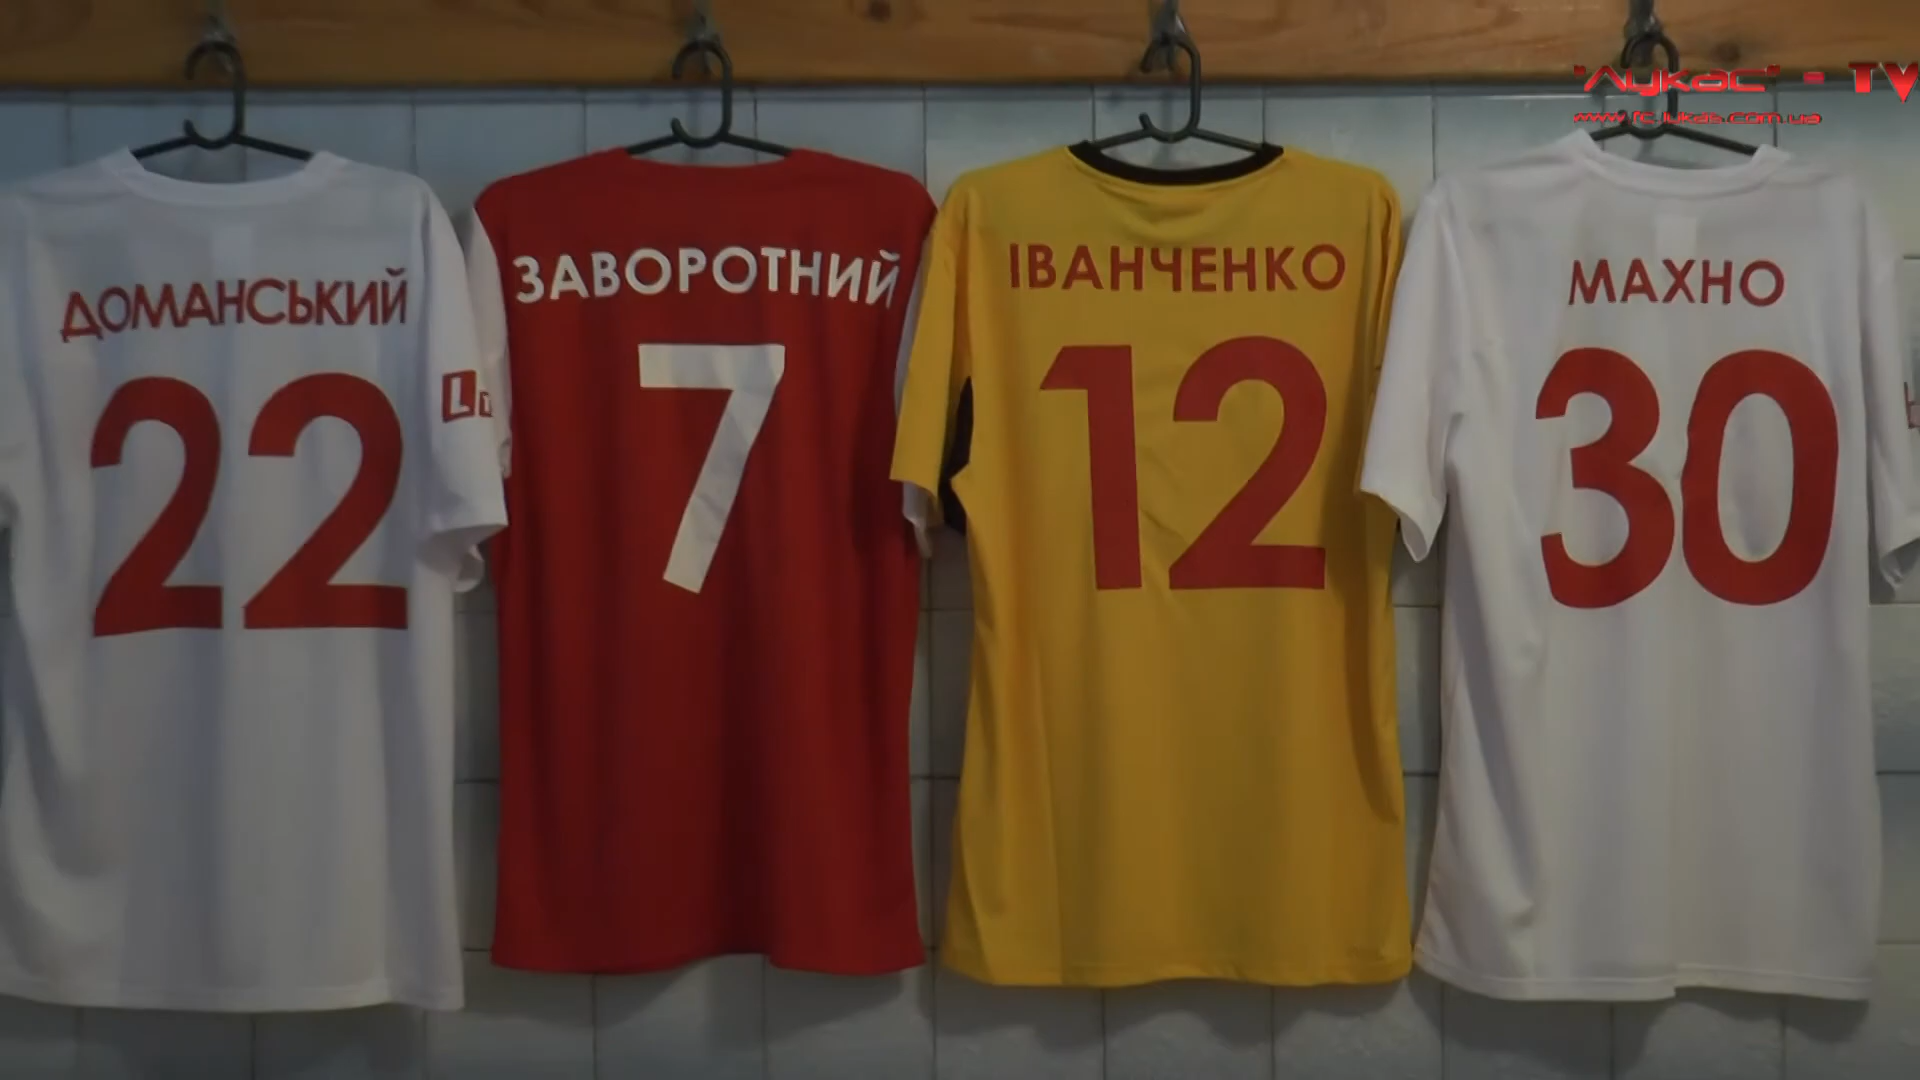 "Лукас" - TV
www.fc.lukas.com.ua
ДОМАНСЬКИЙ
22
L
ЗАВОРОТНИЙ
7
ІВАНЧЕНКО
12
МАХНО
30